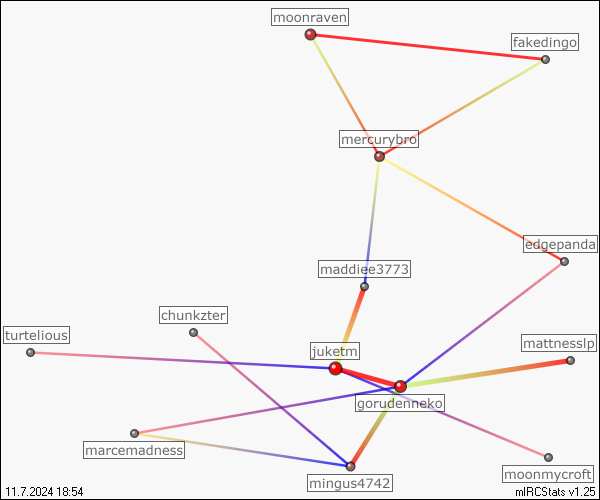 moonraven
fakedingo
mercurybro
edgepanda
maddiee3773
chunkzter
turtelious
juketm
mattnesslp
gorudenneko
marcemadness
moonmycroft
mingus4742
11.7.2024 18:54
mIRCStats v1.25